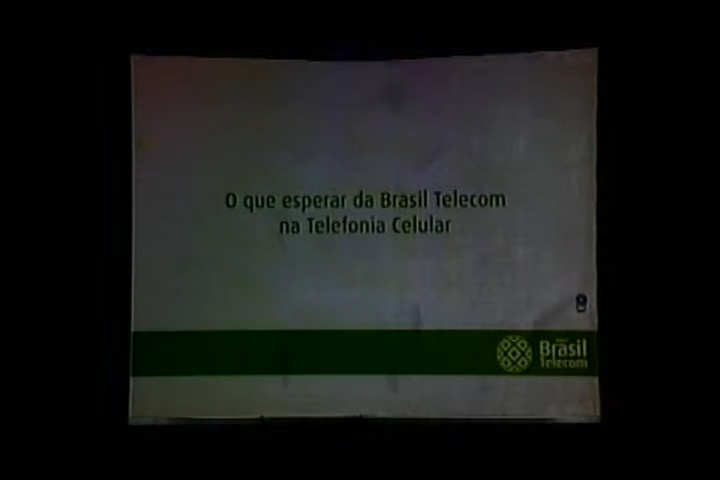 O que esperar da Brasil Telecom
na Telefonia Celular
Brasil
Telecom